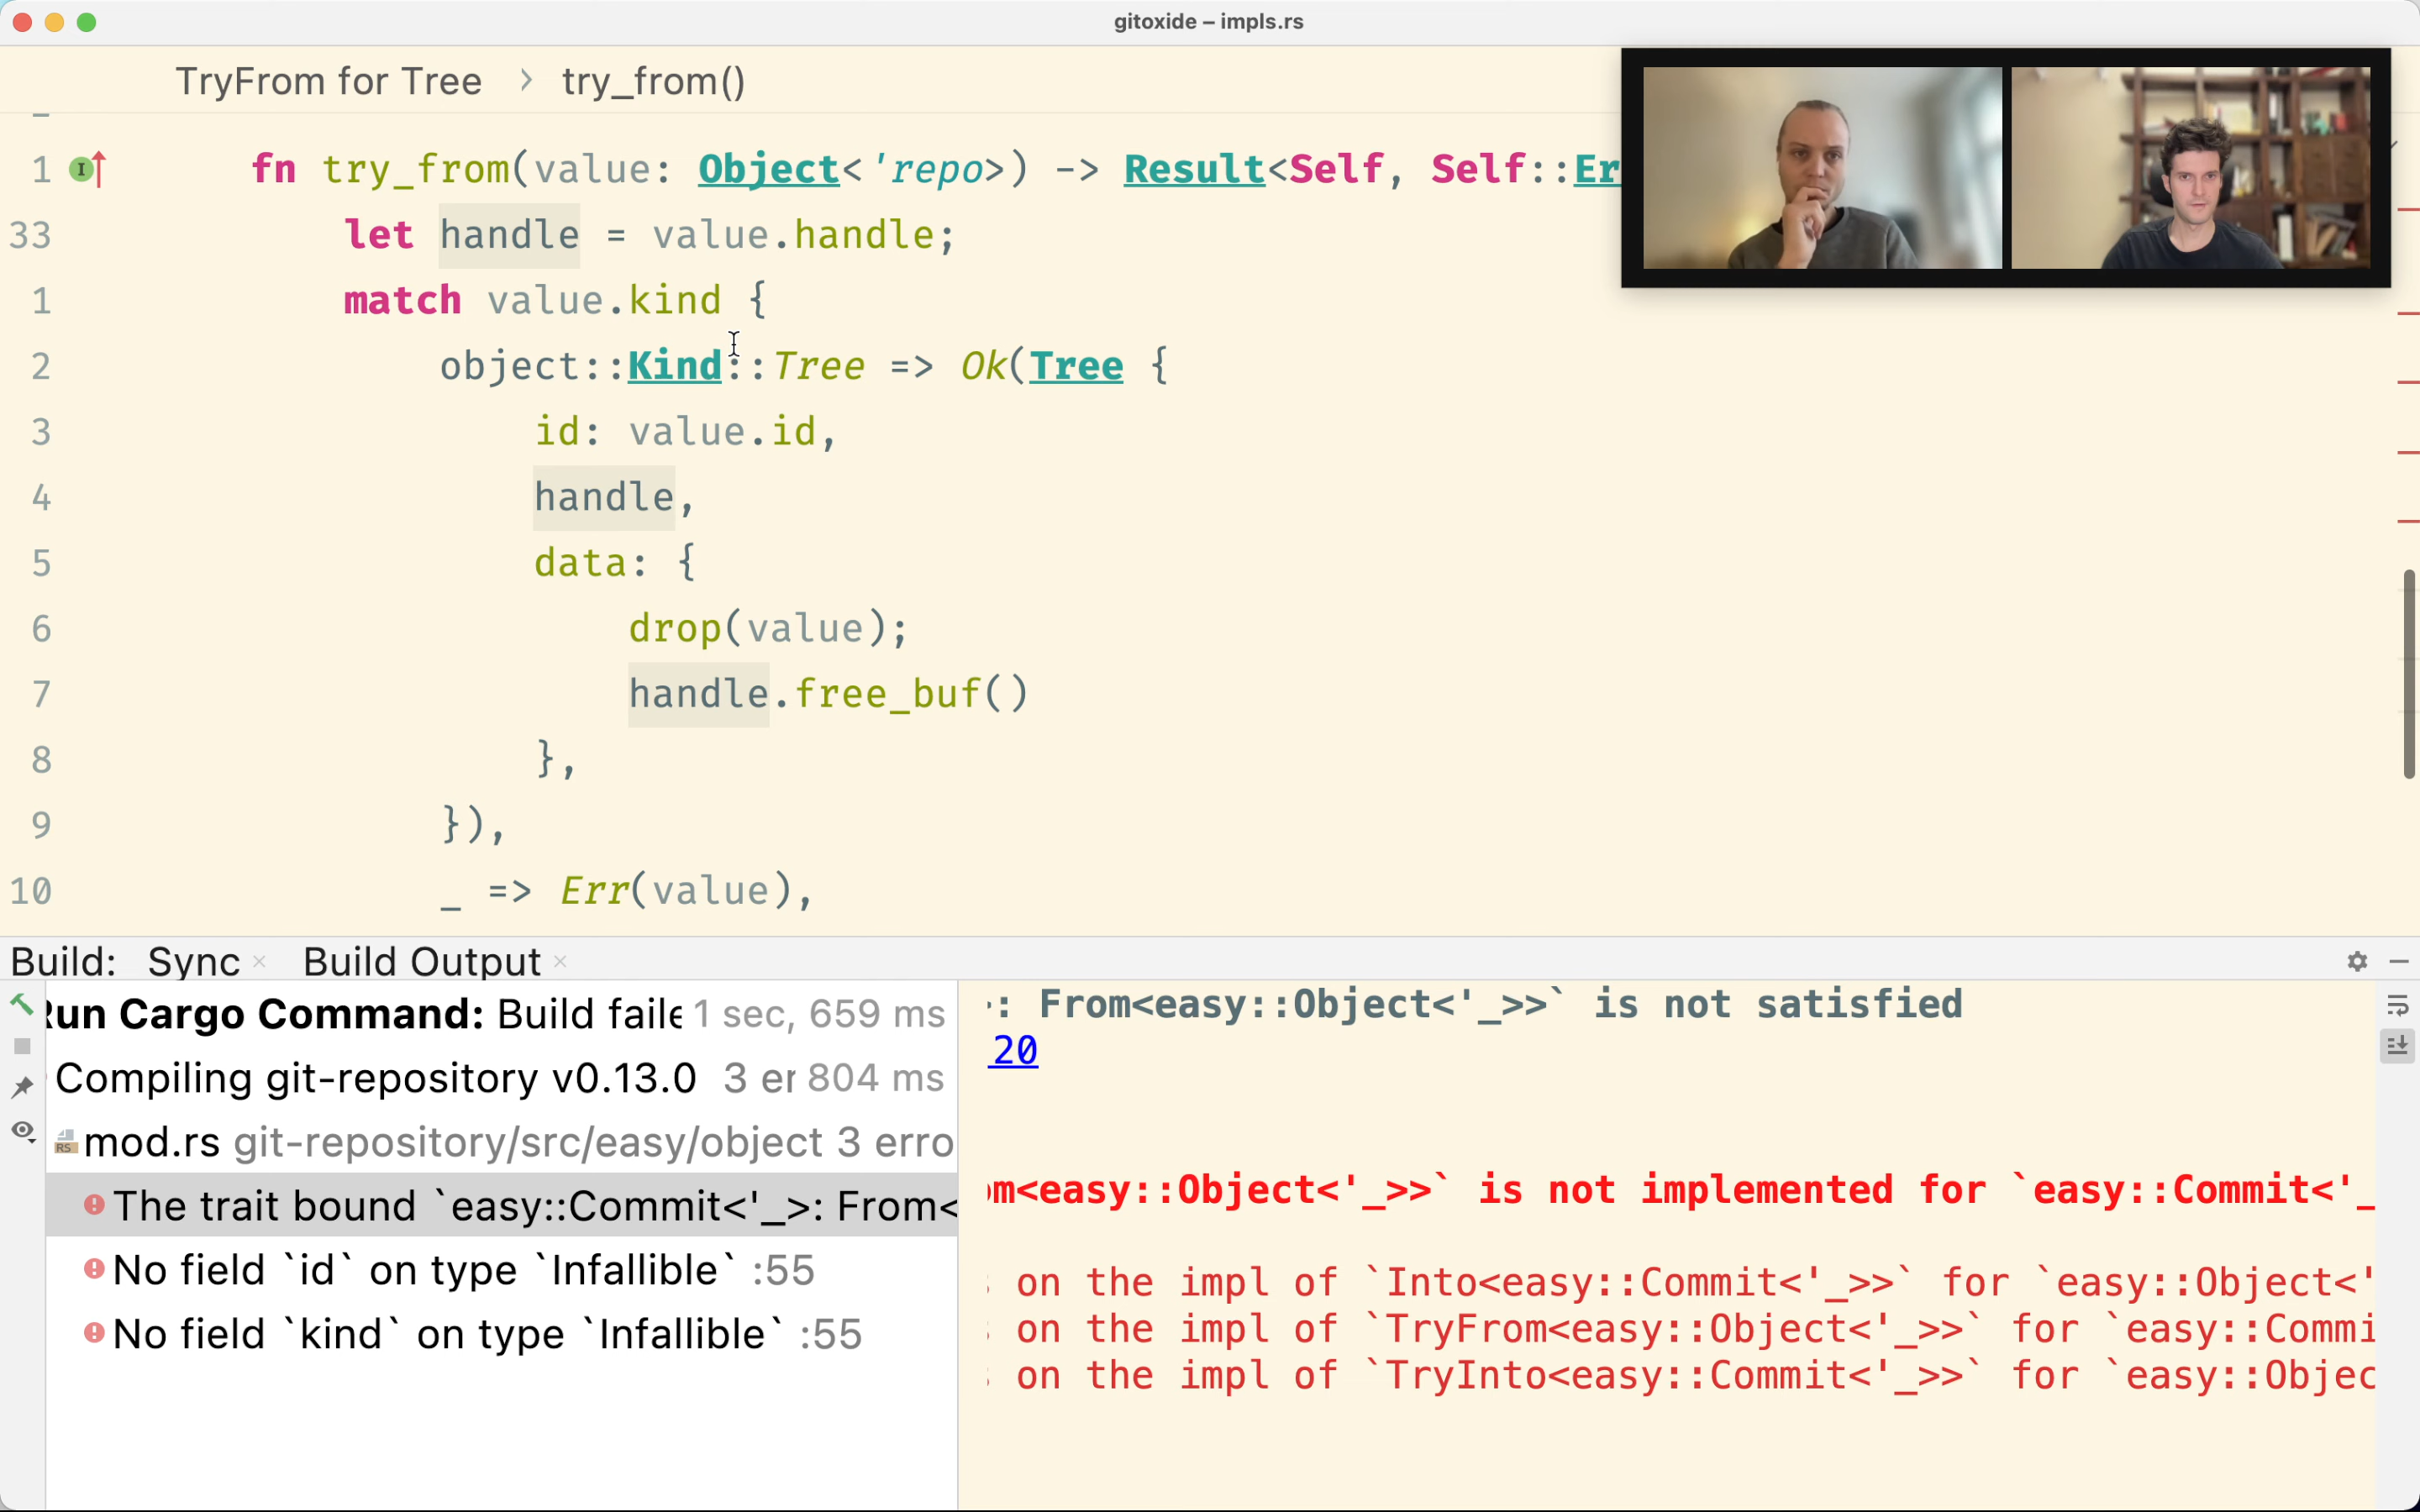 gitoxide – impls.rs
TryFrom for Tree › try_from()
1 fn try_from(value: Object<'repo>) -> Result<Self, Self::Er
33 let handle = value.handle;
1 match value.kind {
2 object::Kind::Tree => Ok(Tree {
3 id: value.id,
4 handle,
5 data: {
6 drop(value);
7 handle.free_buf()
8 },
9 }),
10 _ => Err(value),
Build: Sync × Build Output ×
Run Cargo Command: Build faile 1 sec, 659 ms
Compiling git-repository v0.13.0 3 er 804 ms
mod.rs git-repository/src/easy/object 3 erro
The trait bound `easy::Commit<'_>: From<
No field `id` on type `Infallible` :55
No field `kind` on type `Infallible` :55
: From<easy::Object<'_>>` is not satisfied
20
m<easy::Object<'_>>` is not implemented for `easy::Commit<'_
on the impl of `Into<easy::Commit<'_>>` for `easy::Object<'
on the impl of `TryFrom<easy::Object<'_>>` for `easy::Commi
on the impl of `TryInto<easy::Commit<'_>>` for `easy::Objec